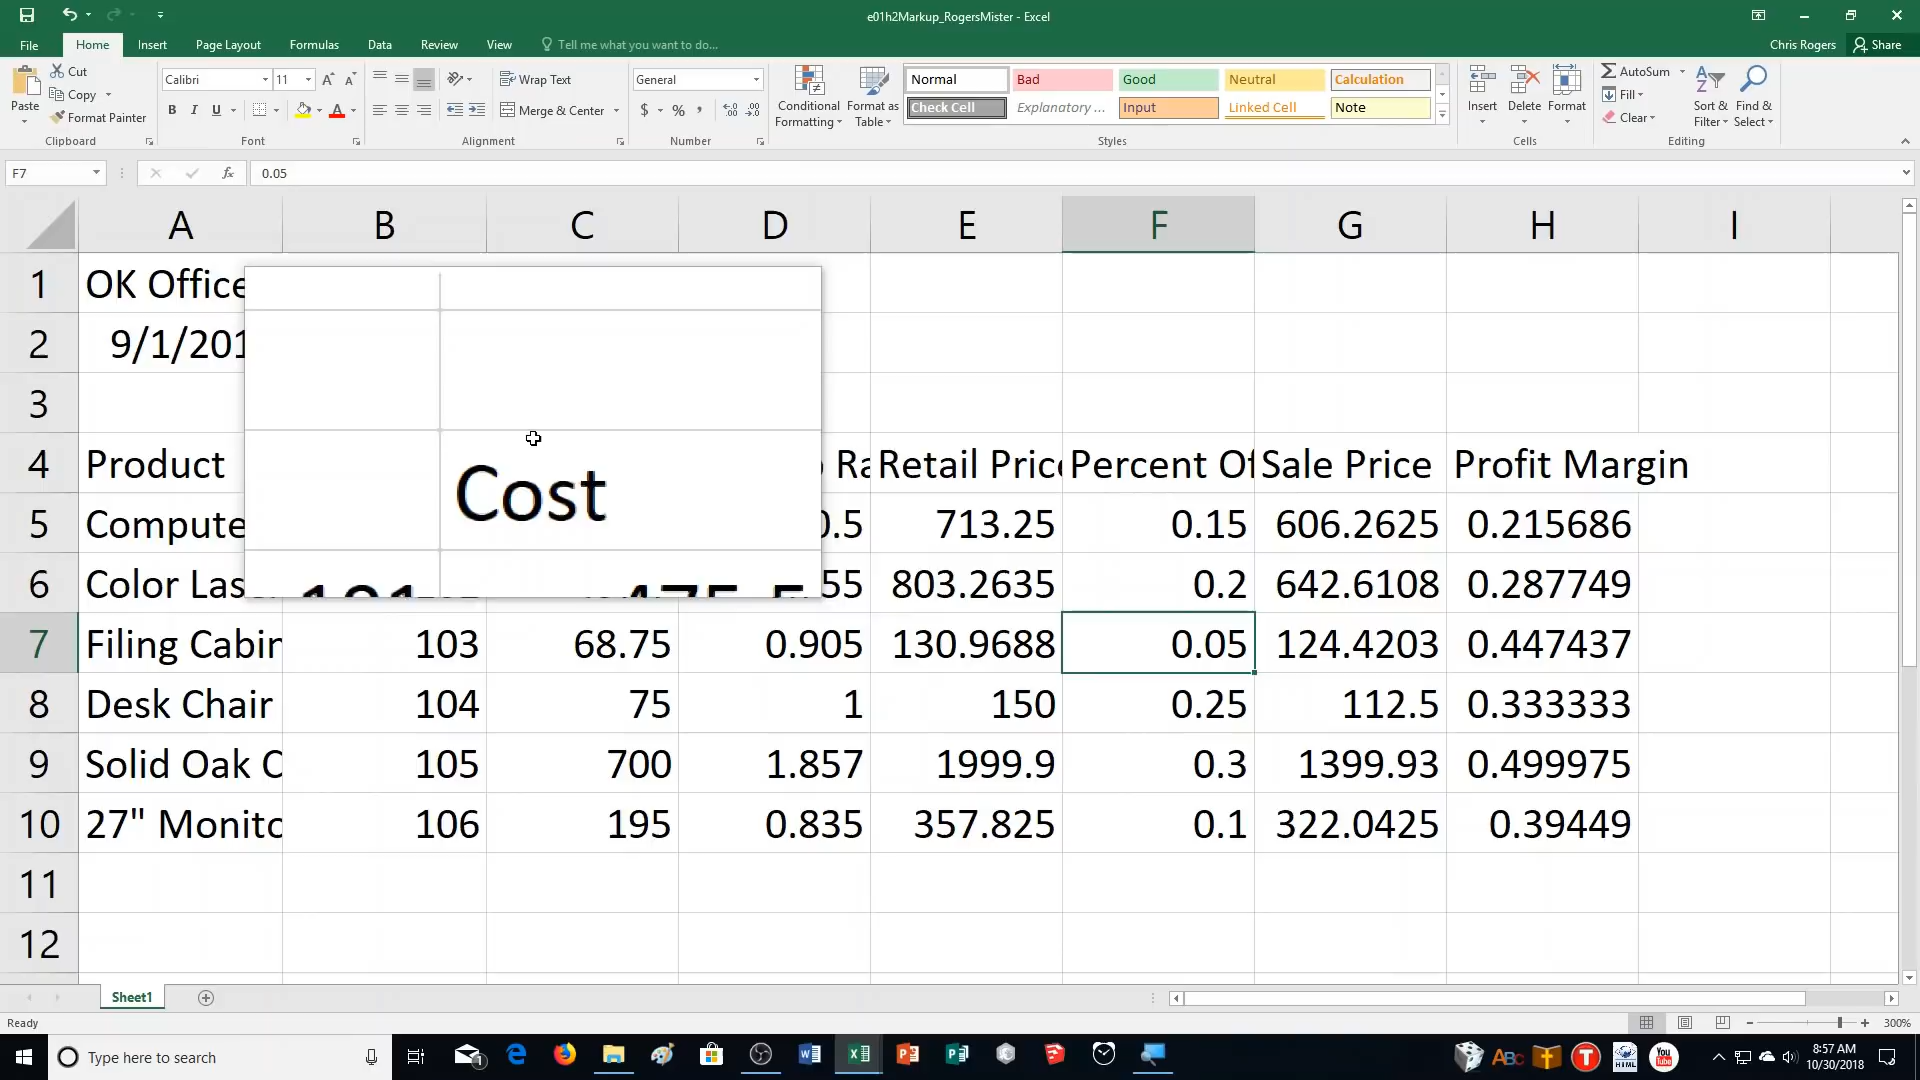 e01h2Markup_RogersMister - Excel
File Home Insert Page Layout Formulas Data Review View Tell me what you want to do... Chris Rogers Share
Paste Cut Copy Format Painter
Clipboard
Calibri 11
B I U
Font
Wrap Text
Merge & Center
Alignment
General
$ % ,
Number
Conditional Formatting
Format as Table
Normal Bad Good Neutral Calculation
Check Cell Explanatory ... Input Linked Cell Note
Styles
Insert Delete Format
Cells
AutoSum
Fill
Clear
Sort & Filter
Find & Select
Editing
F7 fx 0.05
A B C D E F G H I
1 OK Office
2 9/1/201
3
4 Product Cost Ra Retail Price Percent Of Sale Price Profit Margin
5 Compute 0.5 713.25 0.15 606.2625 0.215686
6 Color Las 55 803.2635 0.2 642.6108 0.287749
7 Filing Cabin 103 68.75 0.905 130.9688 0.05 124.4203 0.447437
8 Desk Chair 104 75 1 150 0.25 112.5 0.333333
9 Solid Oak C 105 700 1.857 1999.9 0.3 1399.93 0.499975
10 27" Monito 106 195 0.835 357.825 0.1 322.0425 0.39449
11
12
Sheet1
Ready 300%
Type here to search
8:57 AM
10/30/2018